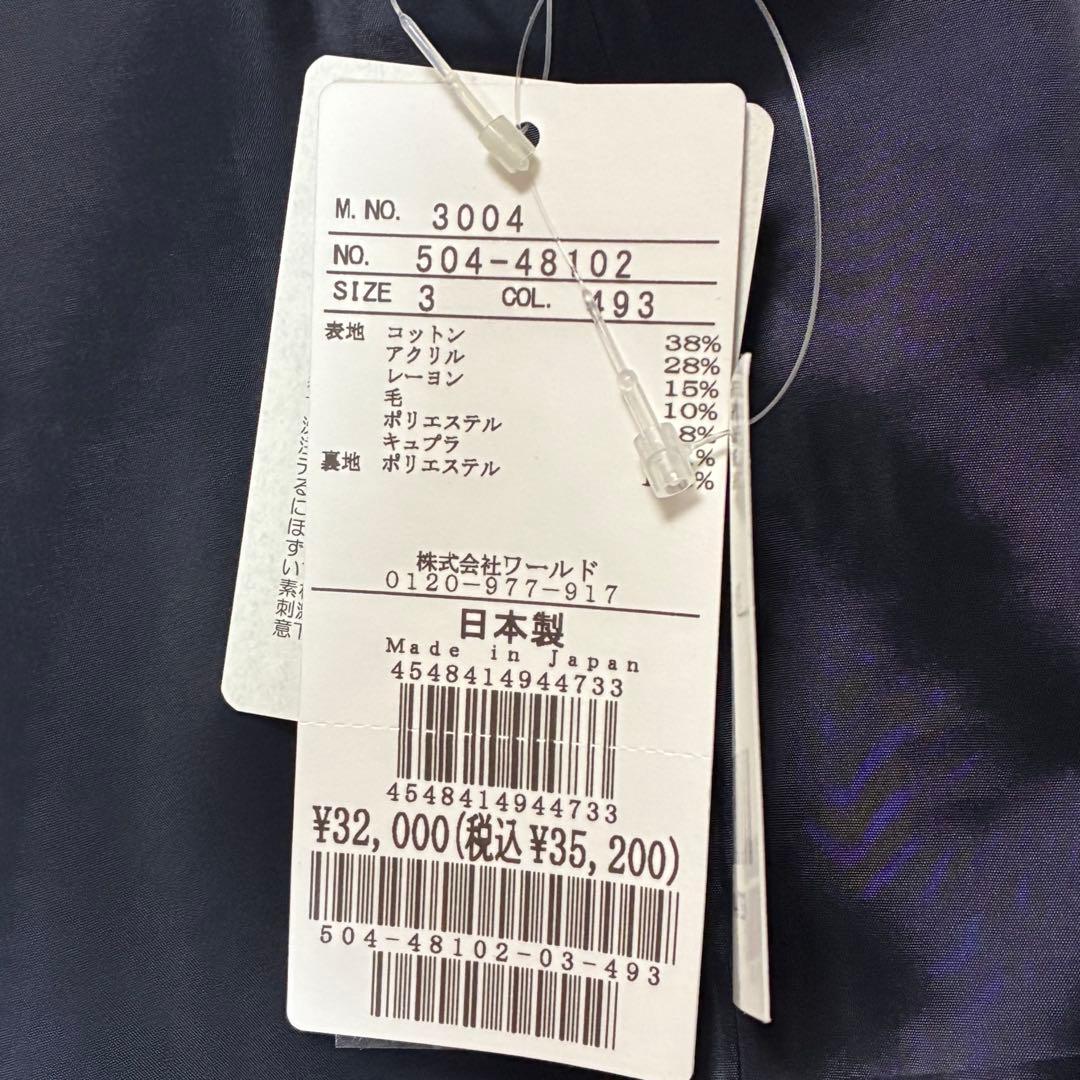 M. NO. 3004
NO. 504-48102
SIZE 3 COL. 493
表地 コットン 38%
アクリル 28%
レーヨン 15%
毛 10%
ポリエステル 8%
キュプラ %
裏地 ポリエステル %
株式会社ワールド
0120-977-917
日本製
Made in Japan
4548414944733
4548414944733
¥32,000(税込¥35,200)
504-48102-03-493